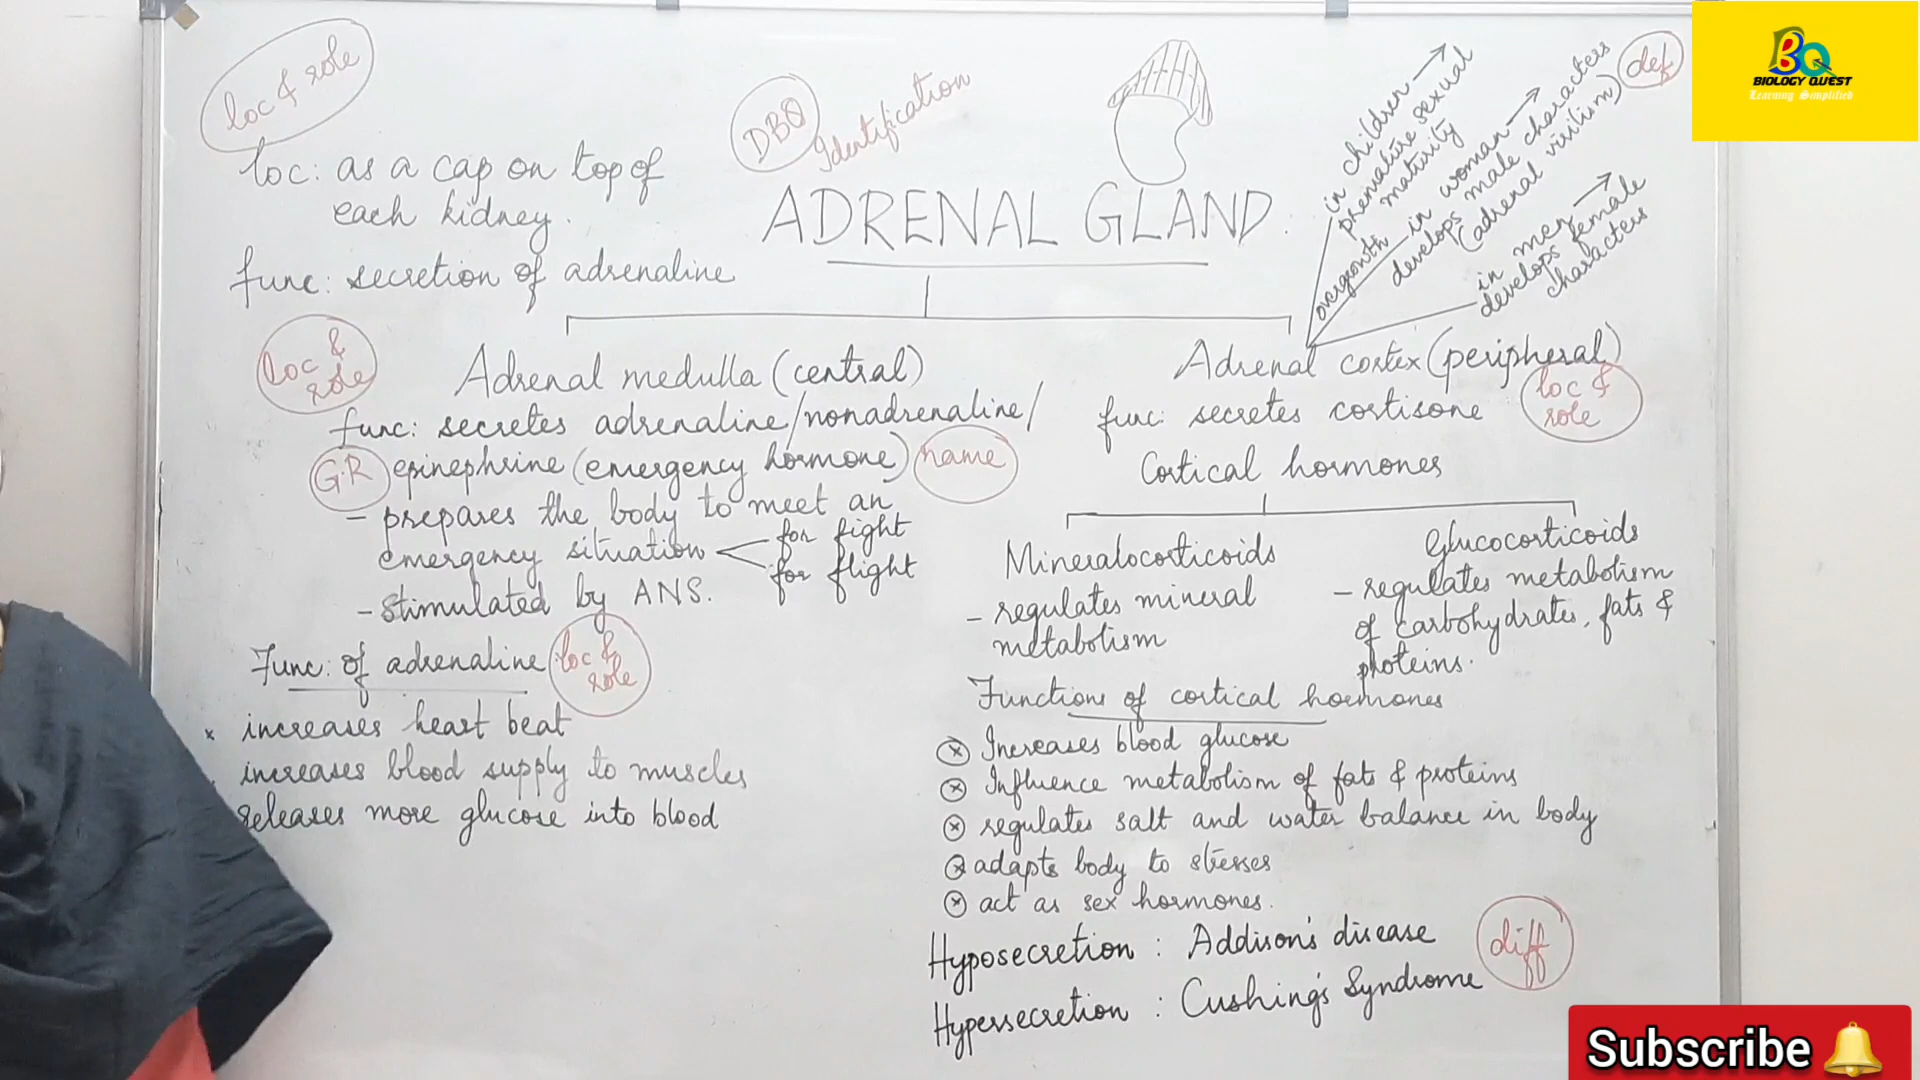 loc & role
loc: as a cap on top of
each kidney.
func: secretion of adrenaline
DBQ
Identification
ADRENAL GLAND
in children →
premature sexual
maturity
overgrowth in woman →
develops male characters
(adrenal virilism)
def
in men →
develops female
characters
loc &
role
Adrenal medulla (central)
func: secretes adrenaline/nonadrenaline/
G.R epinephrine (emergency hormone) name
- prepares the body to meet an
emergency situation
for fight
for flight
- stimulated by ANS.
Func: of adrenaline
loc &
role
x increases heart beat
increases blood supply to muscles
releases more glucose into blood
Adrenal cortex (peripheral)
func: secretes cortisone
loc &
role
Cortical hormones
Mineralocorticoids
- regulates mineral
metabolism
Glucocorticoids
- regulates metabolism
of carbohydrates, fats &
proteins.
Functions of cortical hormones
Increases blood glucose
Influence metabolism of fats & proteins
regulates salt and water balance in body
adapts body to stresses
act as sex hormones.
Hyposecretion : Addison's disease
Hypersecretion : Cushing's Syndrome
diff
BQ
BIOLOGY QUEST
Learning Simplified
Subscribe